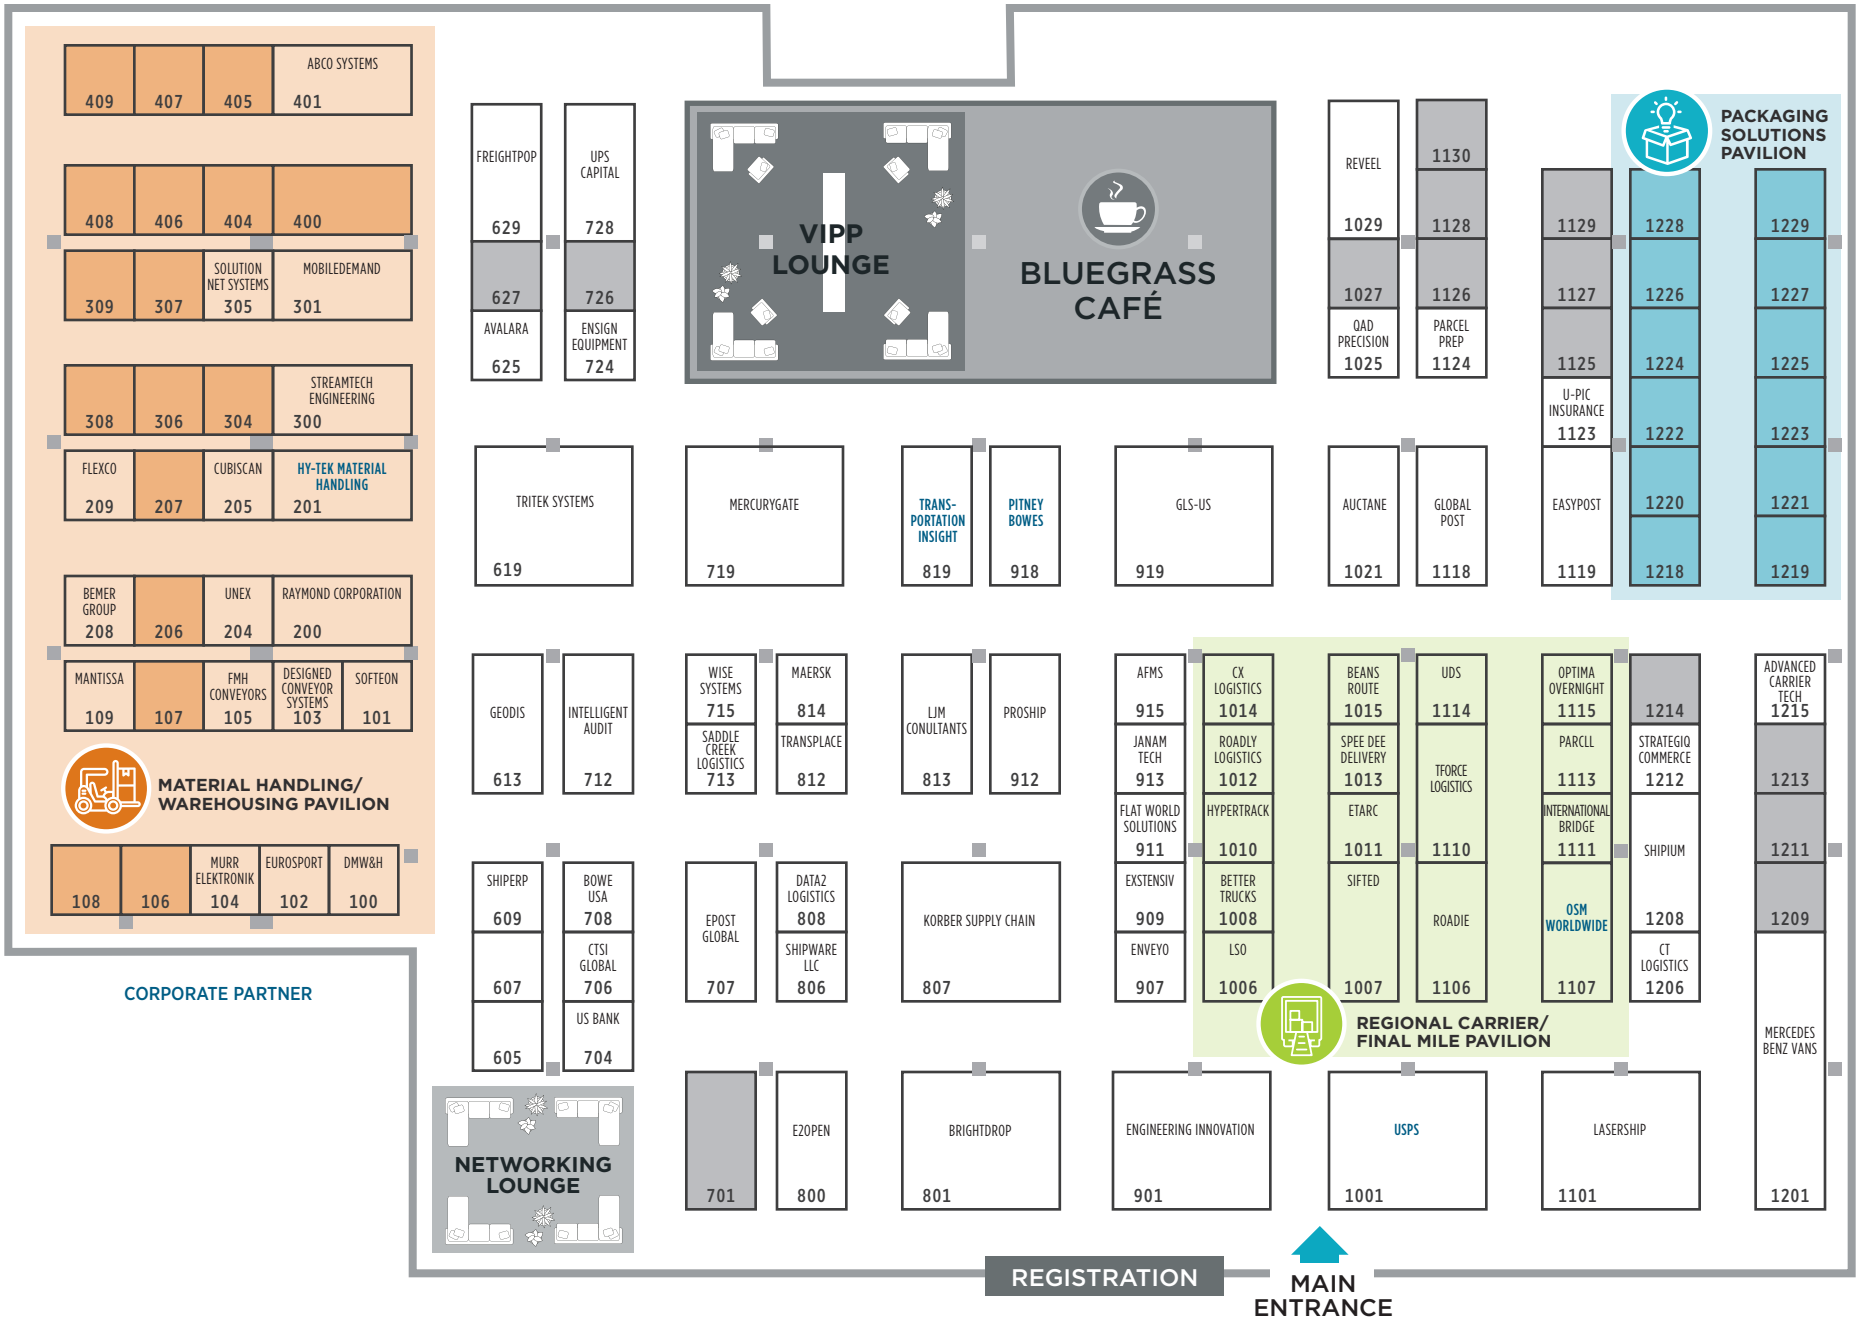 409
407
405
ABCO SYSTEMS
401
408
406
404
400
309
307
SOLUTION
NET SYSTEMS
305
MOBILEDEMAND
301
308
306
304
STREAMTECH
ENGINEERING
300
FLEXCO
209
207
CUBISCAN
205
HY-TEK MATERIAL
HANDLING
201
BEMER
GROUP
208
206
UNEX
204
RAYMOND CORPORATION
200
MANTISSA
109
107
FMH
CONVEYORS
105
DESIGNED
CONVEYOR
SYSTEMS
103
SOFTEON
101
MATERIAL HANDLING/
WAREHOUSING PAVILION
108
106
MURR
ELEKTRONIK
104
EUROSPORT
102
DMW&H
100
CORPORATE PARTNER
FREIGHTPOP
629
UPS
CAPITAL
728
627
726
AVALARA
625
ENSIGN
EQUIPMENT
724
VIPP
LOUNGE
BLUEGRASS
CAFÉ
REVEEL
1029
1130
1128
1027
1126
QAD
PRECISION
1025
PARCEL
PREP
1124
PACKAGING
SOLUTIONS
PAVILION
1129
1228
1229
1127
1226
1227
1125
1224
1225
U-PIC
INSURANCE
1123
1222
1223
EASYPOST
1119
1220
1221
1218
1219
TRITEK SYSTEMS
619
MERCURYGATE
719
TRANS-
PORTATION
INSIGHT
819
PITNEY
BOWES
918
GLS-US
919
AUCTANE
1021
GLOBAL
POST
1118
GEODIS
613
INTELLIGENT
AUDIT
712
WISE
SYSTEMS
715
MAERSK
814
SADDLE
CREEK
LOGISTICS
713
TRANSPLACE
812
LJM
CONULTANTS
813
PROSHIP
912
AFMS
915
CX
LOGISTICS
1014
JANAM
TECH
913
ROADLY
LOGISTICS
1012
FLAT WORLD
SOLUTIONS
911
HYPERTRACK
1010
EXSTENSIV
909
BETTER
TRUCKS
1008
ENVEYO
907
LSO
1006
BEANS
ROUTE
1015
UDS
1114
SPEE DEE
DELIVERY
1013
TFORCE
LOGISTICS
1110
ETARC
1011
SIFTED
1007
ROADIE
1106
OPTIMA
OVERNIGHT
1115
1214
PARCLL
1113
STRATEGIQ
COMMERCE
1212
INTERNATIONAL
BRIDGE
1111
SHIPIUM
1208
OSM
WORLDWIDE
1107
CT
LOGISTICS
1206
ADVANCED
CARRIER
TECH
1215
1213
1211
1209
MERCEDES
BENZ VANS
1201
REGIONAL CARRIER/
FINAL MILE PAVILION
SHIPERP
609
BOWE
USA
708
607
CTSI
GLOBAL
706
605
US BANK
704
EPOST
GLOBAL
707
DATA2
LOGISTICS
808
SHIPWARE
LLC
806
KORBER SUPPLY CHAIN
807
NETWORKING
LOUNGE
701
E2OPEN
800
BRIGHTDROP
801
ENGINEERING INNOVATION
901
USPS
1001
LASERSHIP
1101
REGISTRATION
MAIN
ENTRANCE